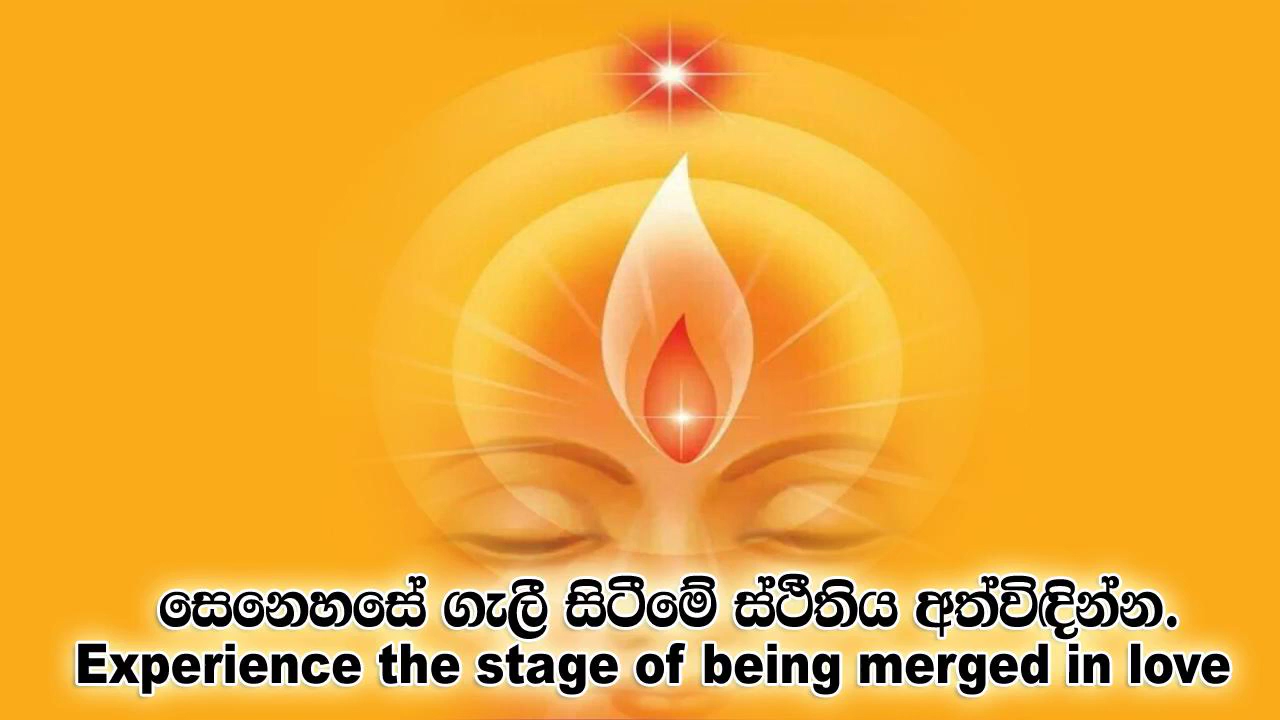 සෙනෙහසේ ගැලී සිටීමේ ස්ථීතිය අත්විඳින්න.
Experience the stage of being merged in love